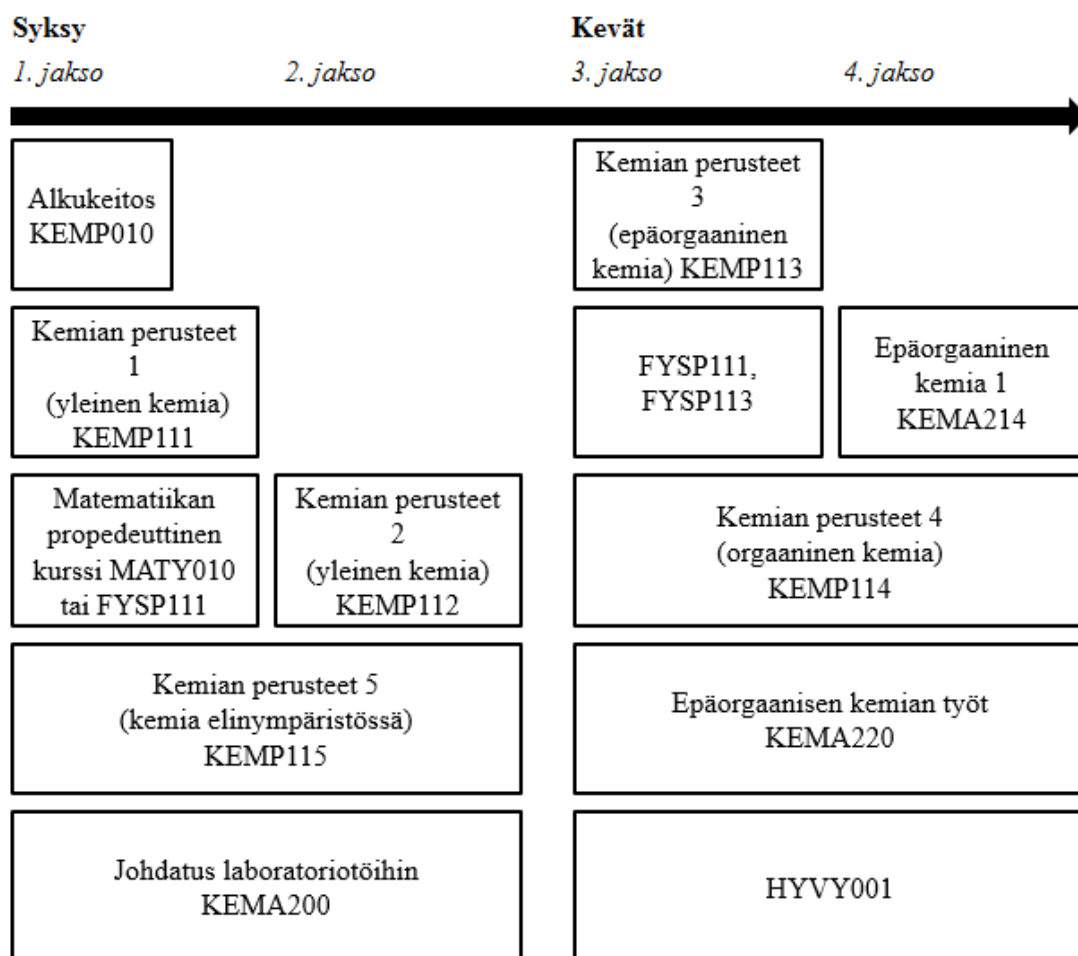 Syksy
Kevät
1. jakso
2. jakso
3. jakso
4. jakso
Alkukeitos
KEMP010
Kemian perusteet
3
(epäorgaaninen
kemia) KEMP113
Kemian perusteet
1
(yleinen kemia)
KEMP111
FYSP111,
FYSP113
Epäorgaaninen
kemia 1
KEMA214
Matematiikan
propedeuttinen
kurssi MATY010
tai FYSP111
Kemian perusteet
2
(yleinen kemia)
KEMP112
Kemian perusteet 4
(orgaaninen kemia)
KEMP114
Kemian perusteet 5
(kemia elinympäristössä)
KEMP115
Epäorgaanisen kemian työt
KEMA220
Johdatus laboratoriotöihin
KEMA200
HYVY001